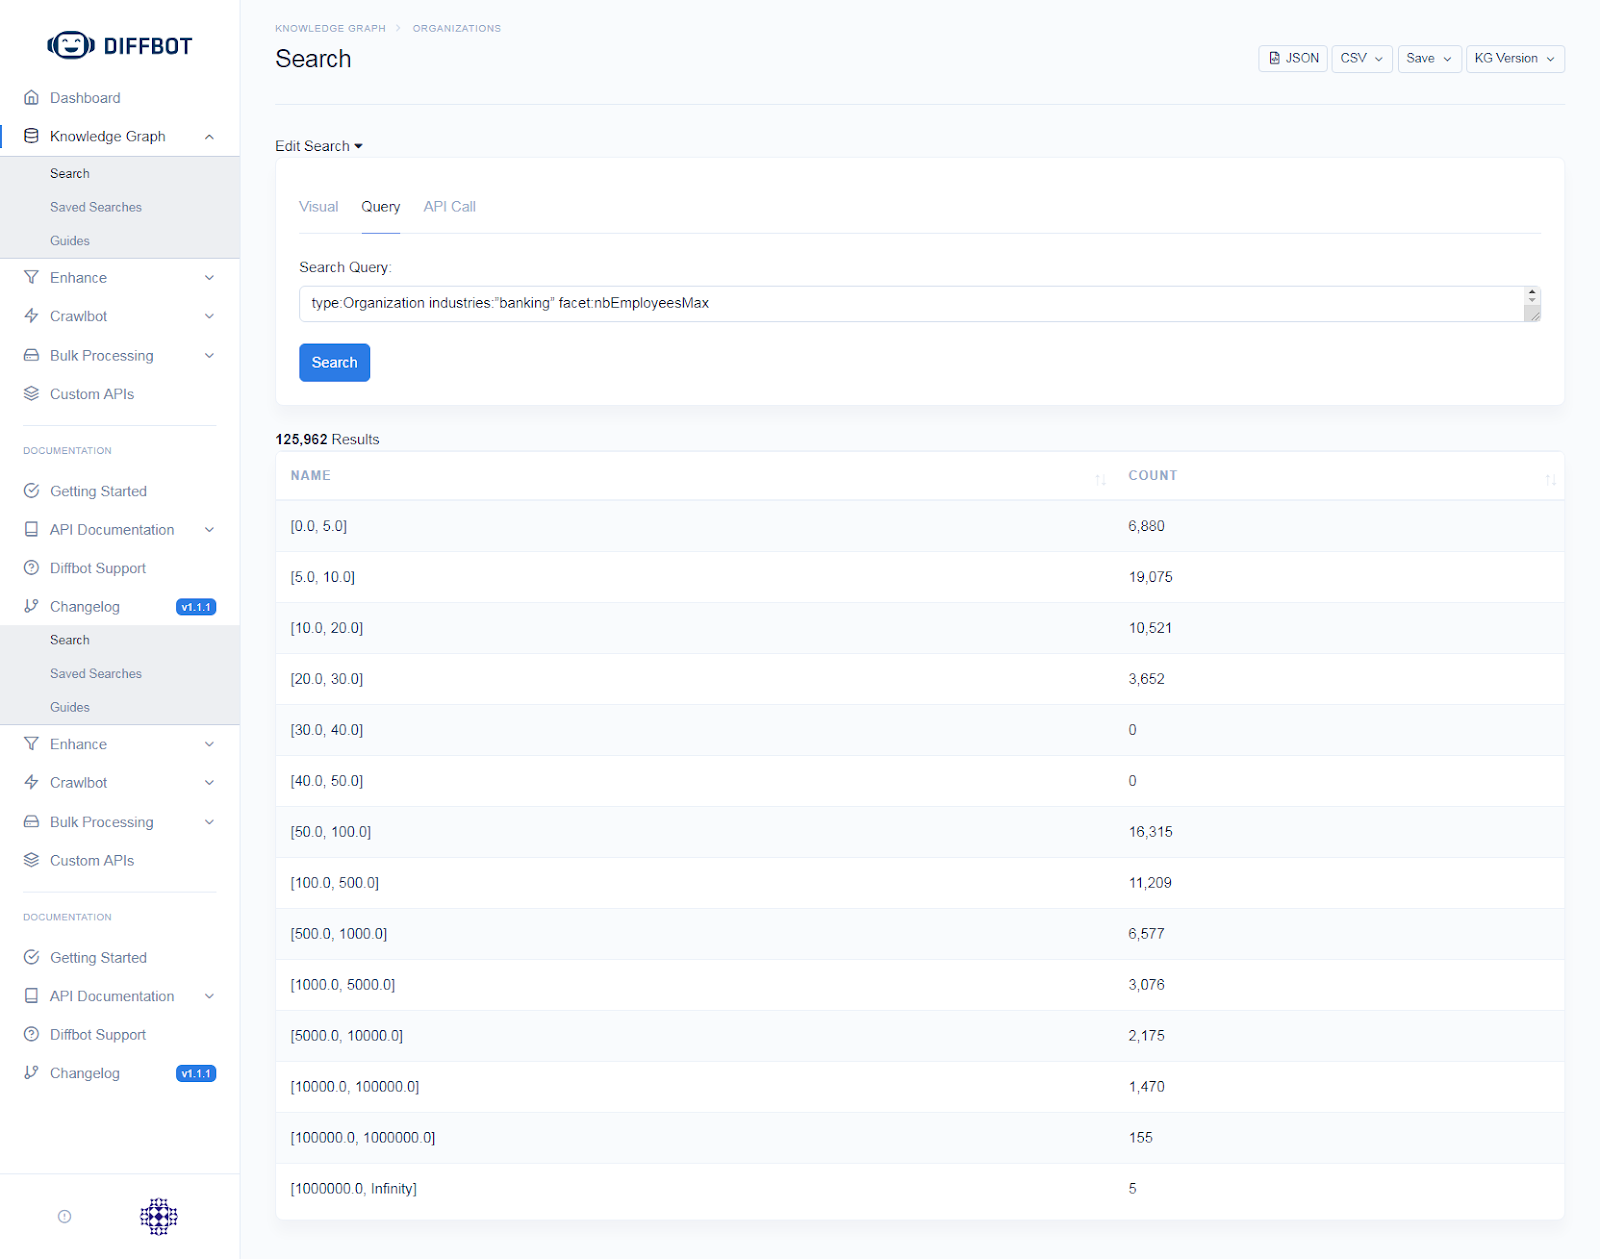 DIFFBOT
Dashboard
Knowledge Graph
Search
Saved Searches
Guides
Enhance
Crawlbot
Bulk Processing
Custom APIs
DOCUMENTATION
Getting Started
API Documentation
Diffbot Support
Changelog v1.1.1
Search
Saved Searches
Guides
Enhance
Crawlbot
Bulk Processing
Custom APIs
DOCUMENTATION
Getting Started
API Documentation
Diffbot Support
Changelog v1.1.1
KNOWLEDGE GRAPH > ORGANIZATIONS
Search
JSON CSV Save KG Version
Edit Search
Visual Query API Call
Search Query:
type:Organization industries:"banking” facet:nbEmployeesMax
Search
125,962 Results
NAME COUNT
[0.0, 5.0] 6,880
[5.0, 10.0] 19,075
[10.0, 20.0] 10,521
[20.0, 30.0] 3,652
[30.0, 40.0] 0
[40.0, 50.0] 0
[50.0, 100.0] 16,315
[100.0, 500.0] 11,209
[500.0, 1000.0] 6,577
[1000.0, 5000.0] 3,076
[5000.0, 10000.0] 2,175
[10000.0, 100000.0] 1,470
[100000.0, 1000000.0] 155
[1000000.0, Infinity] 5